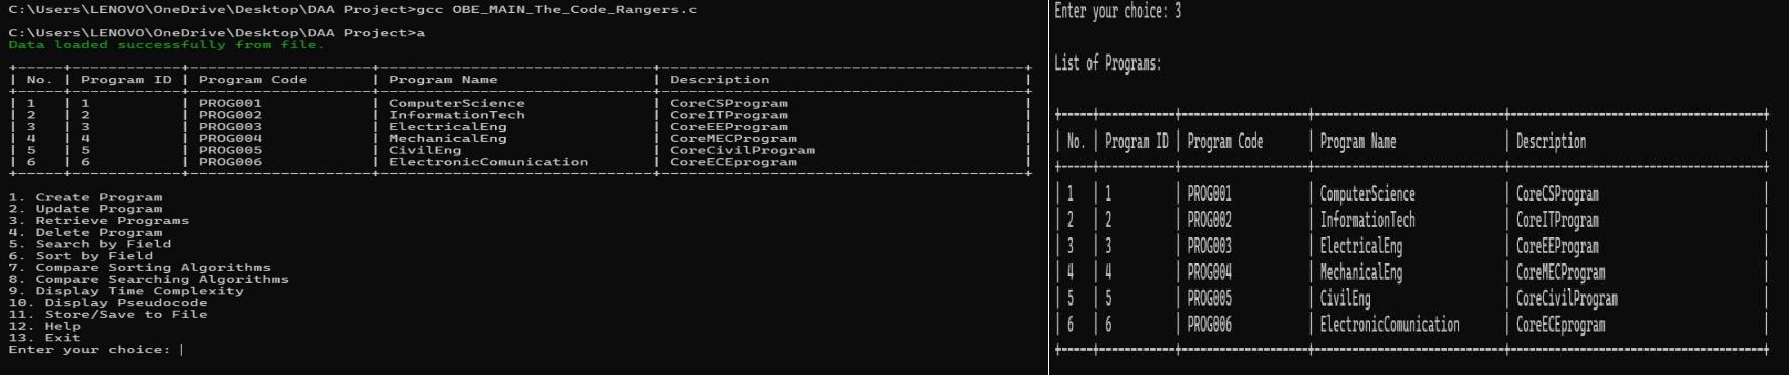 C:\Users\LENOVO\OneDrive\Desktop\DAA Project>gcc OBE_MAIN_The_Code_Rangers.c
C:\Users\LENOVO\OneDrive\Desktop\DAA Project>a
Data loaded successfully from file.
| No. | Program ID | Program Code | Program Name | Description |
| 1 | 1 | PROG001 | ComputerScience | CoreCSProgram |
| 2 | 2 | PROG002 | InformationTech | CoreITProgram |
| 3 | 3 | PROG003 | ElectricalEng | CoreEEProgram |
| 4 | 4 | PROG004 | MechanicalEng | CoreMECProgram |
| 5 | 5 | PROG005 | CivilEng | CoreCivilProgram |
| 6 | 6 | PROG006 | ElectronicComunication | CoreECEprogram |
1. Create Program
2. Update Program
3. Retrieve Programs
4. Delete Program
5. Search by Field
6. Sort by Field
7. Compare Sorting Algorithms
8. Compare Searching Algorithms
9. Display Time Complexity
10. Display Pseudocode
11. Store/Save to File
12. Help
13. Exit
Enter your choice:
Enter your choice: 3
List of Programs:
| No. | Program ID | Program Code | Program Name | Description |
| 1 | 1 | PROG001 | ComputerScience | CoreCSProgram |
| 2 | 2 | PROG002 | InformationTech | CoreITProgram |
| 3 | 3 | PROG003 | ElectricalEng | CoreEEProgram |
| 4 | 4 | PROG004 | MechanicalEng | CoreMECProgram |
| 5 | 5 | PROG005 | CivilEng | CoreCivilProgram |
| 6 | 6 | PROG006 | ElectronicComunication | CoreECEprogram |